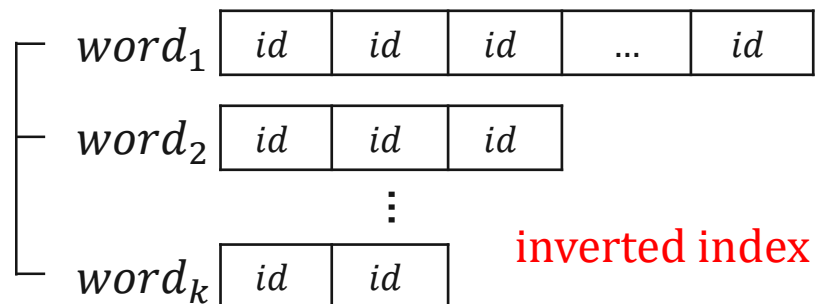 word₁ id id id ... id
word₂ id id id
⋮
wordₖ id id
inverted index